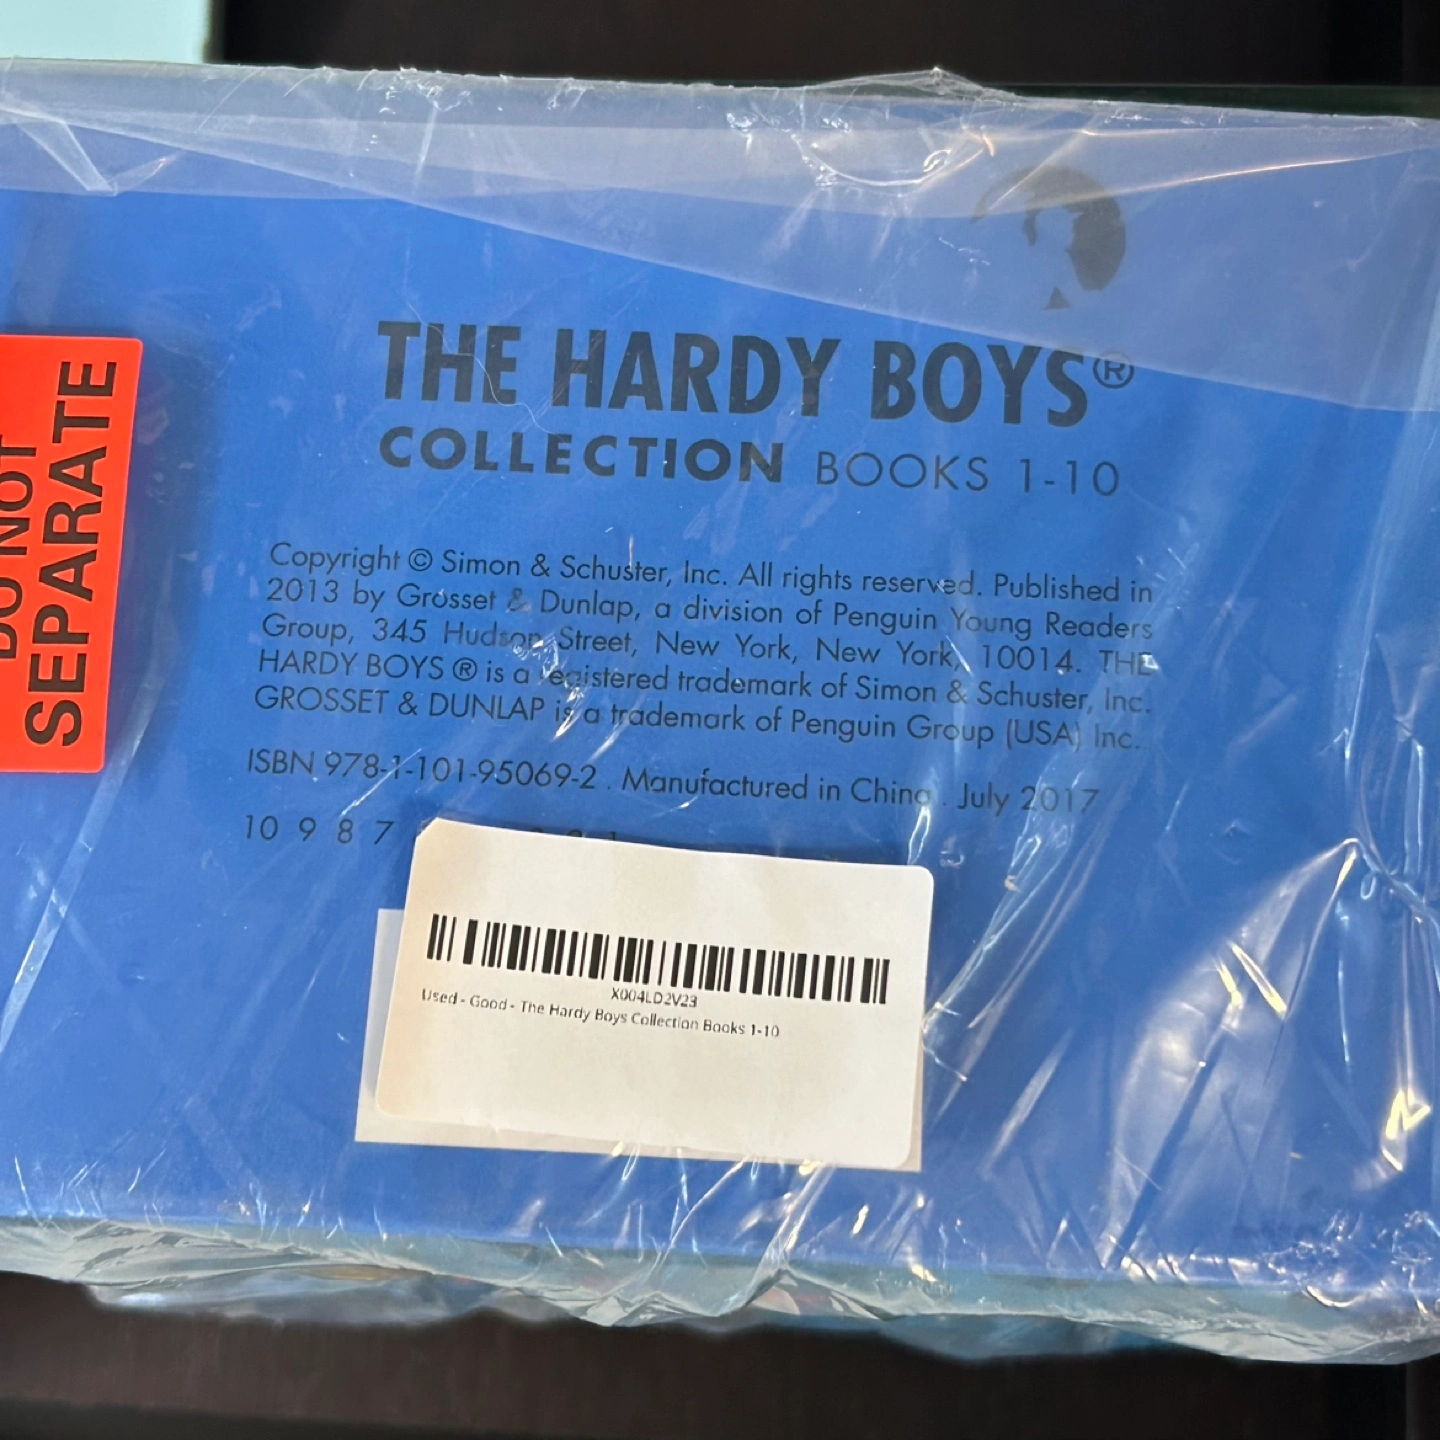 DO NOT
SEPARATE
THE HARDY BOYS®
COLLECTION BOOKS 1-10
Copyright © Simon & Schuster, Inc. All rights reserved. Published in
2013 by Grosset & Dunlap, a division of Penguin Young Readers
Group, 345 Hudson Street, New York, New York, 10014. THE
HARDY BOYS ® is a registered trademark of Simon & Schuster, Inc.
GROSSET & DUNLAP is a trademark of Penguin Group (USA) Inc.
ISBN 978-1-101-95069-2 . Manufactured in China . July 2017
10 9 8 7
X004LD2V23
Used - Good - The Hardy Boys Collection Books 1-10